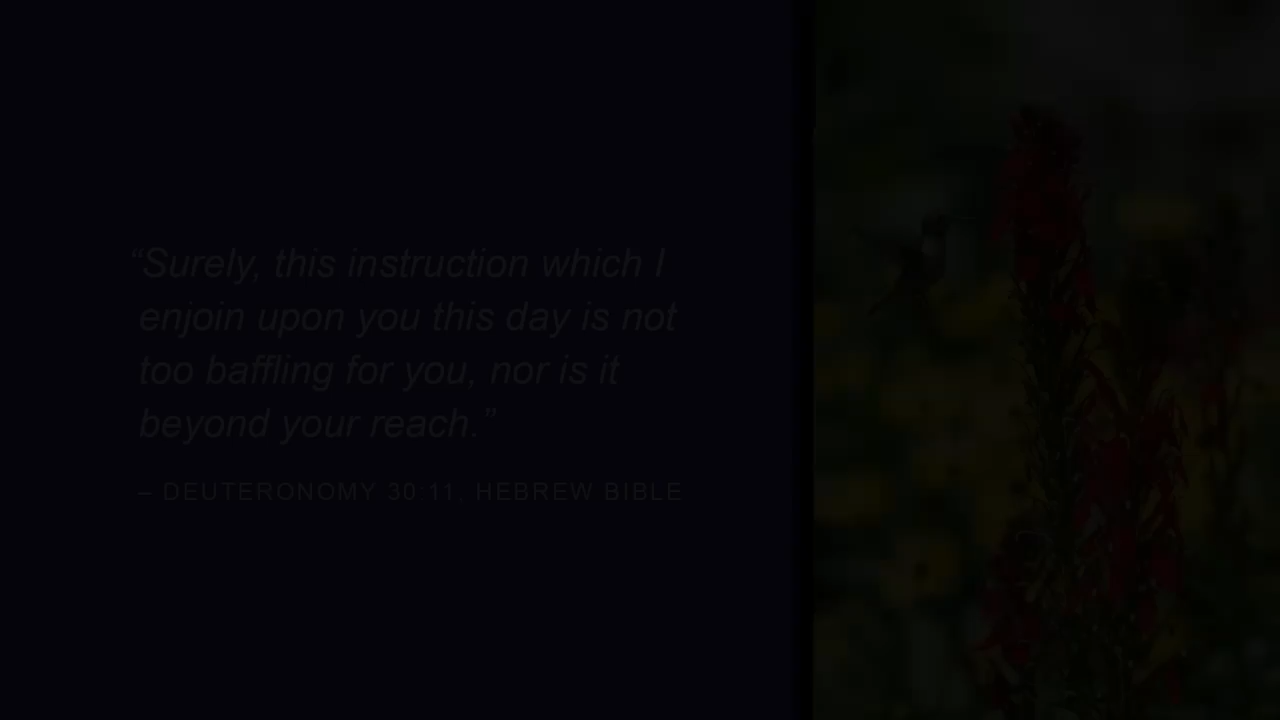 “Surely, this instruction which I
enjoin upon you this day is not
too baffling for you, nor is it
beyond your reach.”
– DEUTERONOMY 30:11, HEBREW BIBLE